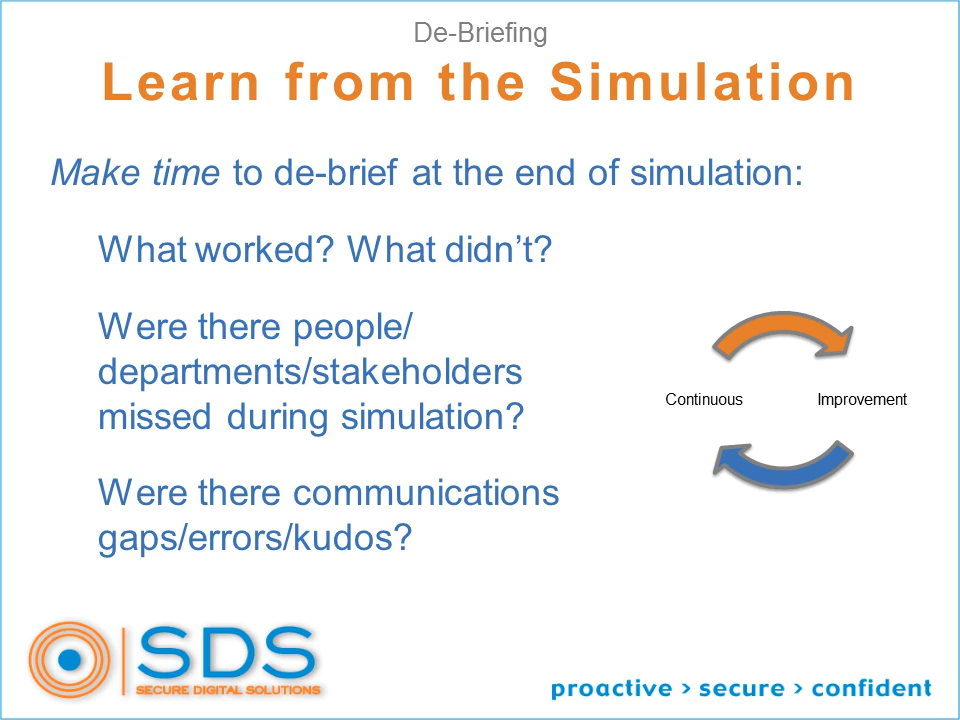 De-Briefing
Learn from the Simulation
Make time to de-brief at the end of simulation:
What worked? What didn’t?
Were there people/
departments/stakeholders
missed during simulation?
Were there communications
gaps/errors/kudos?
Continuous
Improvement
SDS
SECURE DIGITAL SOLUTIONS
proactive > secure > confident